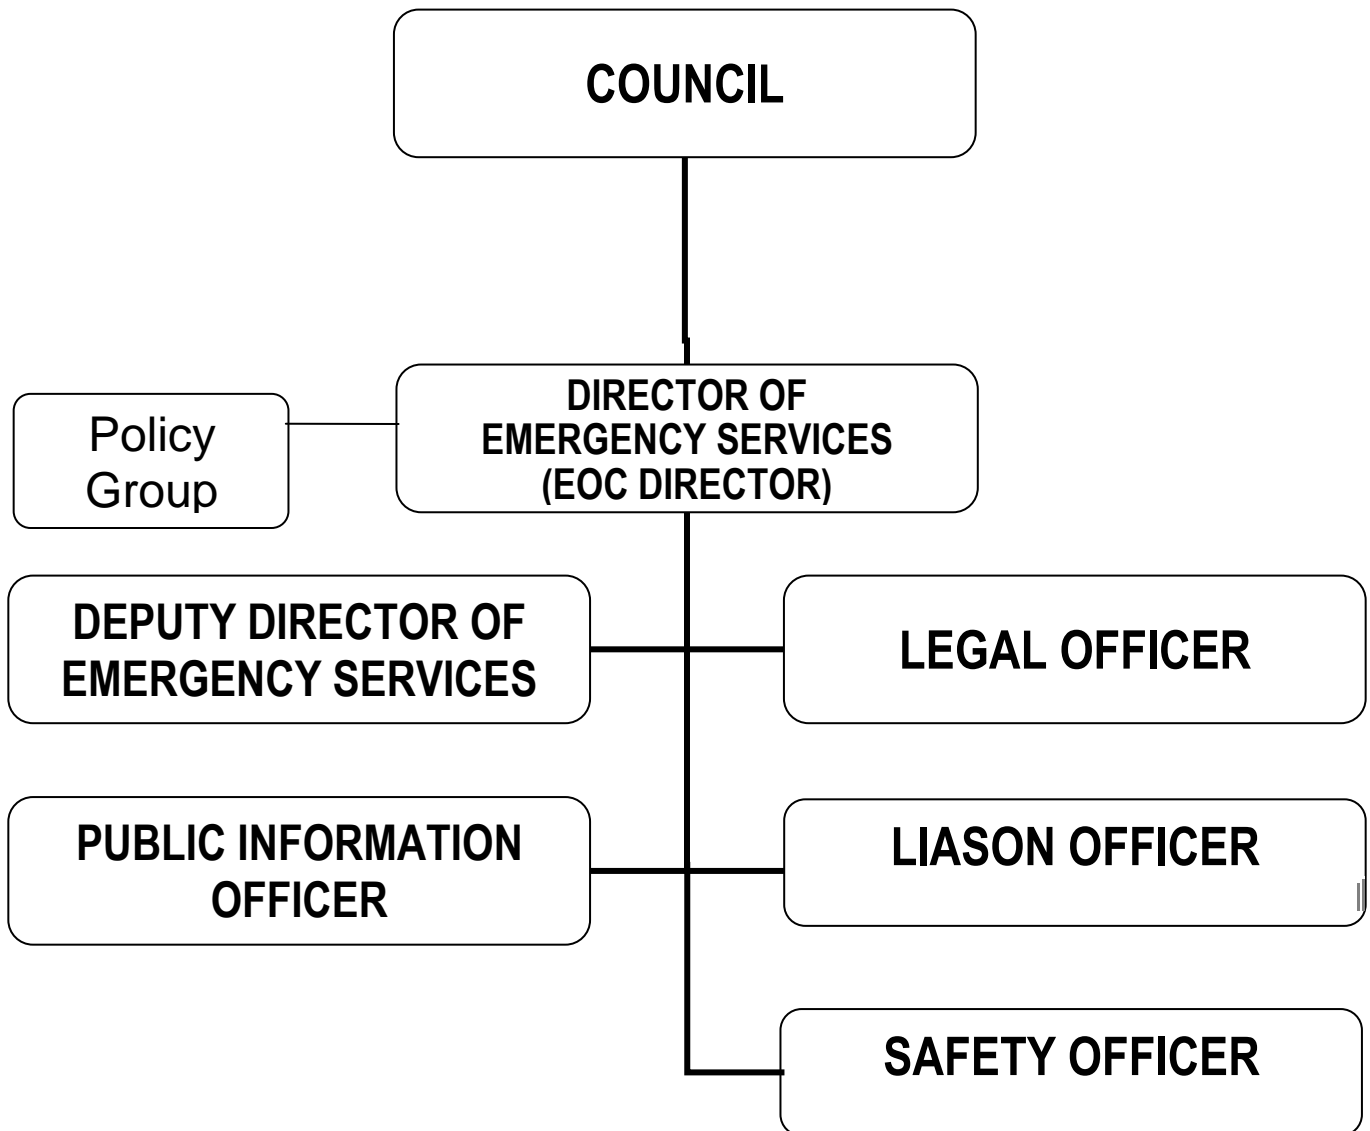 COUNCIL
DIRECTOR OF
EMERGENCY SERVICES
(EOC DIRECTOR)
Policy
Group
DEPUTY DIRECTOR OF
EMERGENCY SERVICES
LEGAL OFFICER
PUBLIC INFORMATION
OFFICER
LIASON OFFICER
SAFETY OFFICER